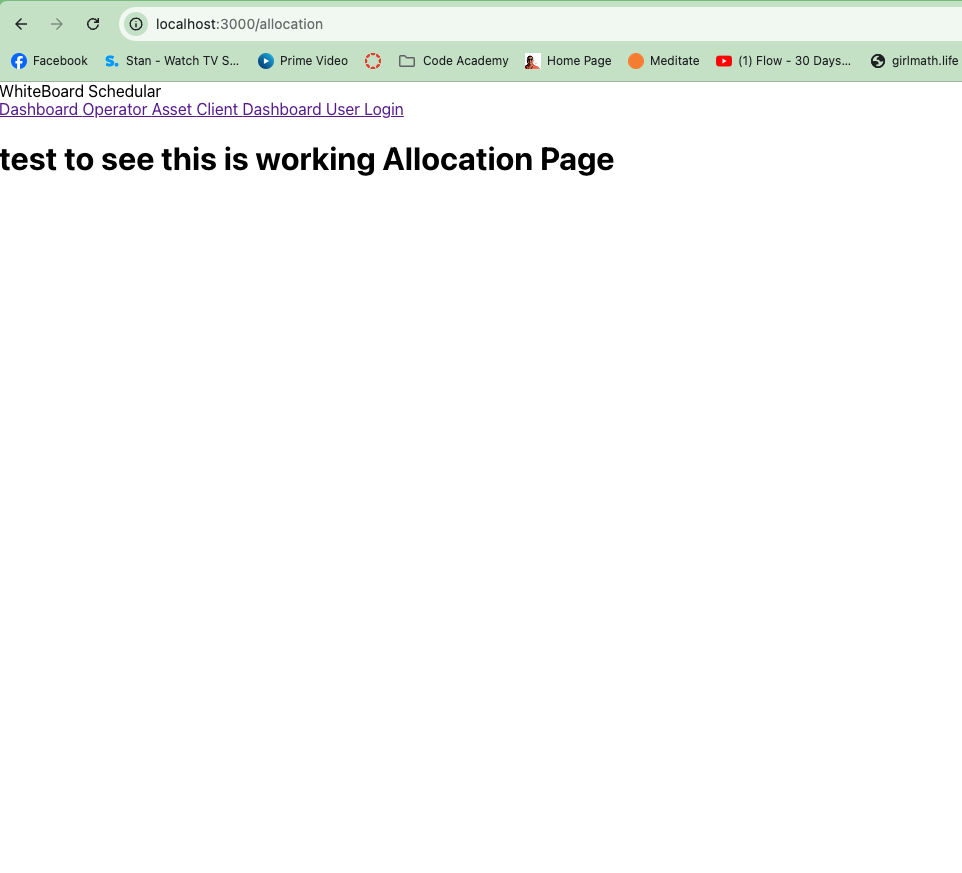 localhost:3000/allocation
Facebook Stan - Watch TV S... Prime Video Code Academy Home Page Meditate (1) Flow - 30 Days... girlmath.life
WhiteBoard Schedular
Dashboard Operator Asset Client Dashboard User Login
test to see this is working Allocation Page